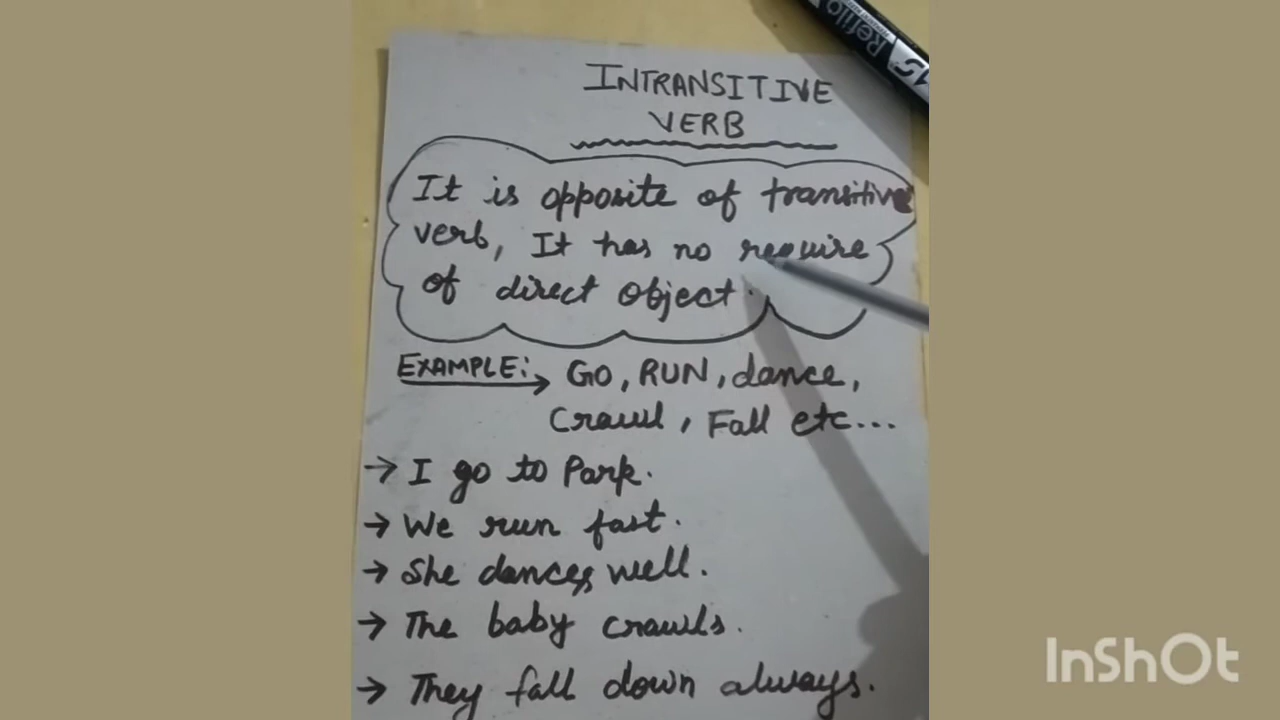 Refilo
15
INTRANSITIVE
VERB
It is opposite of transitive
verb, It has no require
of direct object.
EXAMPLE: → GO, RUN, dance,
Crawl, Fall etc...
→ I go to Park.
→ We run fast.
→ She dances well.
→ The baby crawls.
→ They fall down always.
InShOt